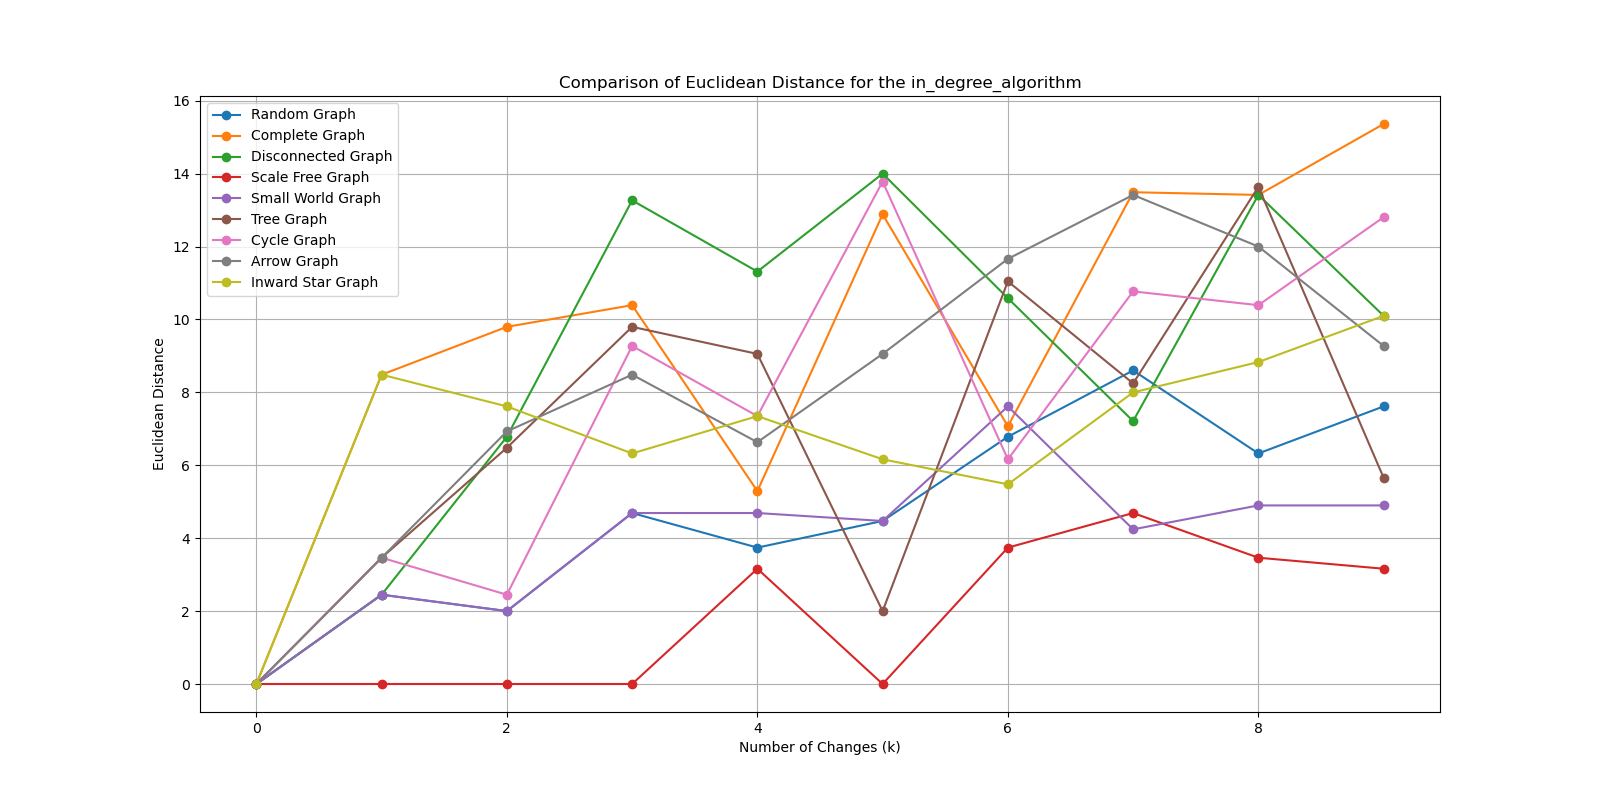 Comparison of Euclidean Distance for the in_degree_algorithm
16
14
12
10
8
6
4
2
0
Euclidean Distance
Random Graph
Complete Graph
Disconnected Graph
Scale Free Graph
Small World Graph
Tree Graph
Cycle Graph
Arrow Graph
Inward Star Graph
0 2 4 6 8
Number of Changes (k)